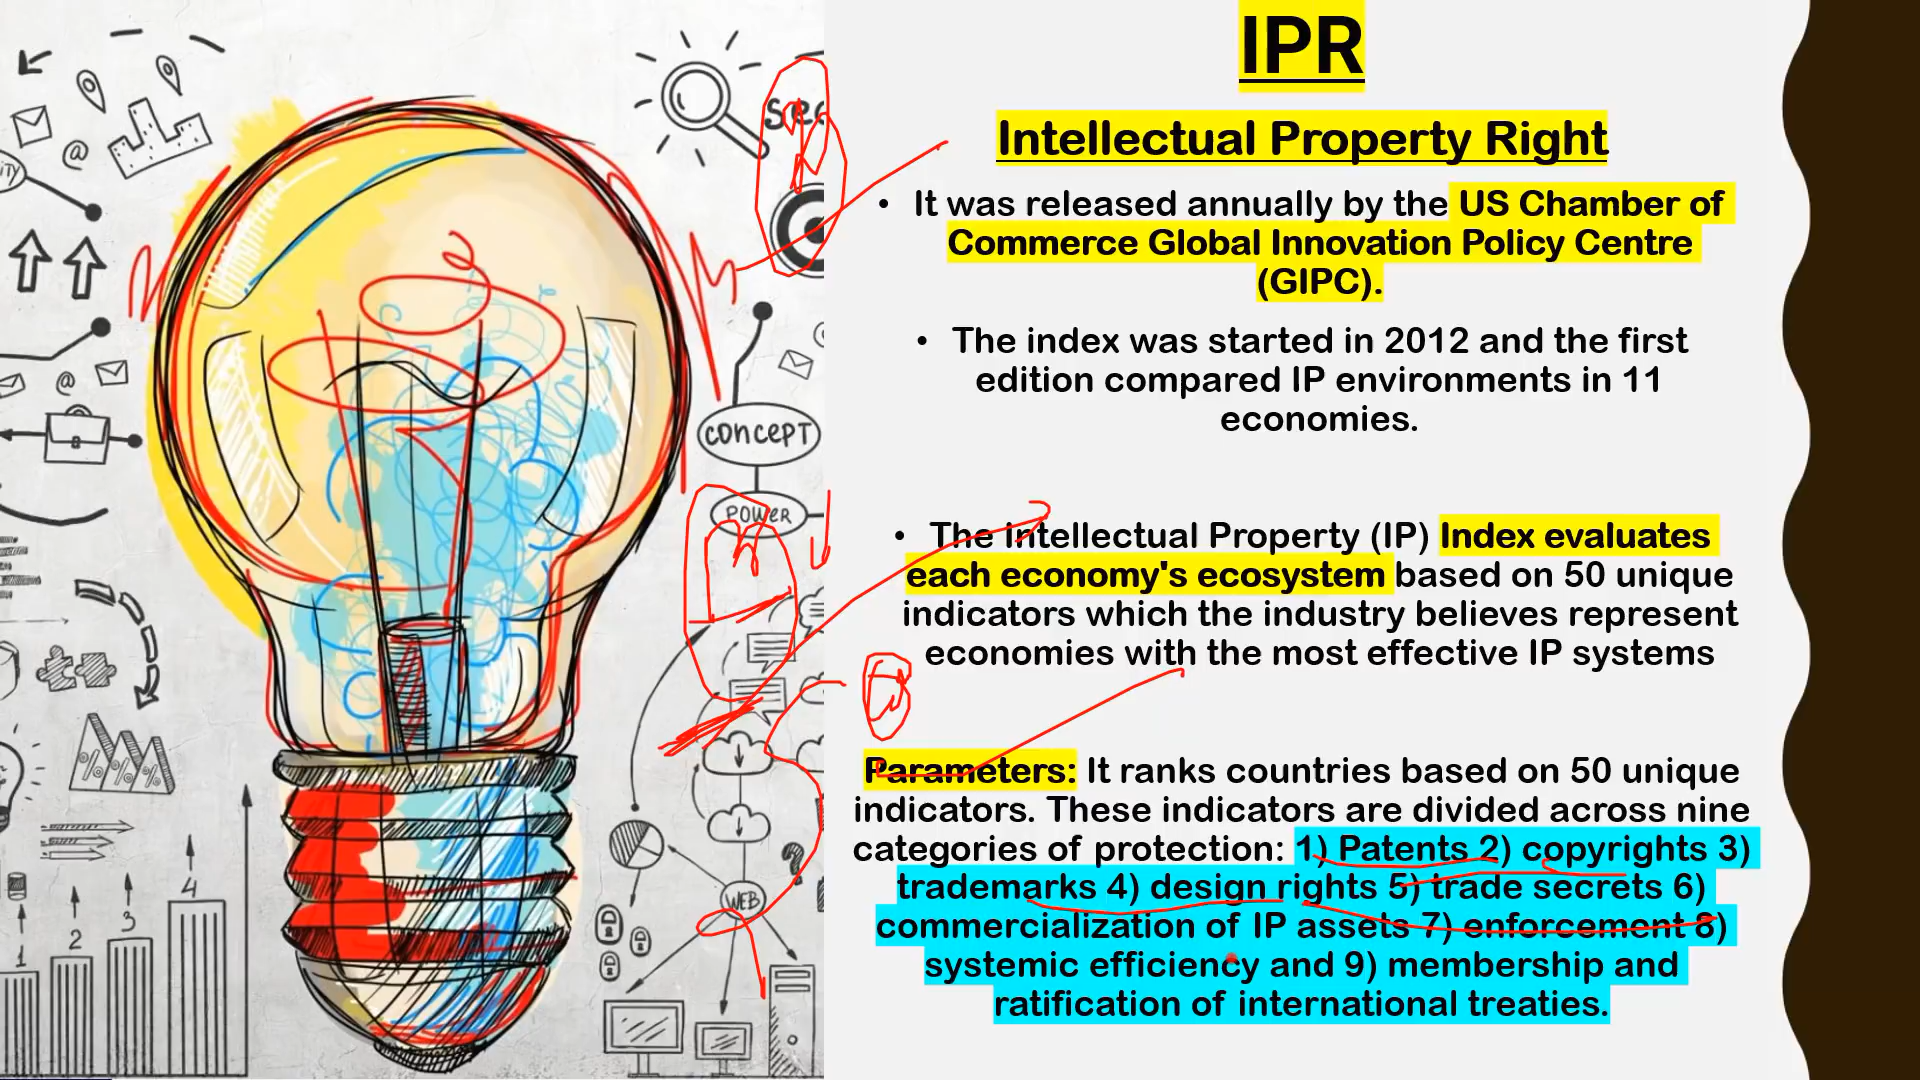 IPR
Intellectual Property Right
• It was released annually by the US Chamber of
Commerce Global Innovation Policy Centre
(GIPC).
• The index was started in 2012 and the first
edition compared IP environments in 11
economies.
• The intellectual Property (IP) Index evaluates
each economy's ecosystem based on 50 unique
indicators which the industry believes represent
economies with the most effective IP systems
Parameters: It ranks countries based on 50 unique
indicators. These indicators are divided across nine
categories of protection: 1) Patents 2) copyrights 3)
trademarks 4) design rights 5) trade secrets 6)
commercialization of IP assets 7) enforcement 8)
systemic efficiency and 9) membership and
ratification of international treaties.
@
@
CONCEPT
POWER
WEB
%
%
%
1
2
3
4